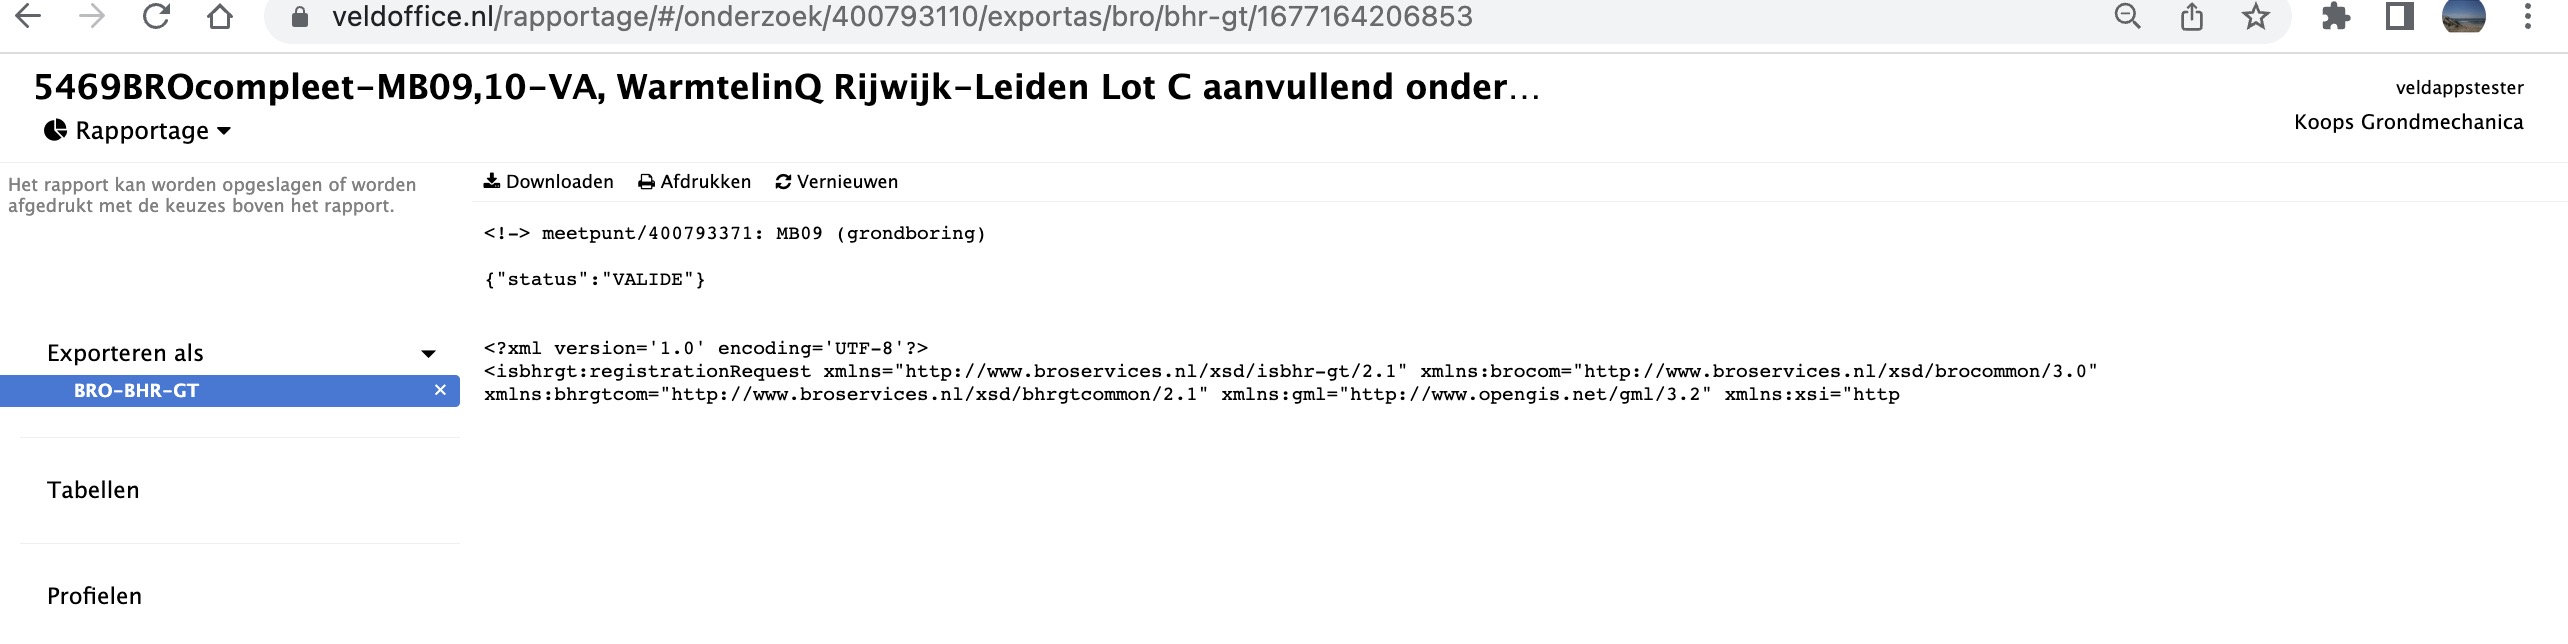 veldoffice.nl/rapportage/#/onderzoek/400793110/exportas/bro/bhr-gt/1677164206853
5469BROcompleet-MB09,10-VA, WarmtelinQ Rijwijk-Leiden Lot C aanvullend onder...
veldappstester
Rapportage
Koops Grondmechanica
Het rapport kan worden opgeslagen of worden
afgedrukt met de keuzes boven het rapport.
Downloaden Afdrukken Vernieuwen
<!-> meetpunt/400793371: MB09 (grondboring)
{"status":"VALIDE"}
Exporteren als
BRO-BHR-GT ×
<?xml version='1.0' encoding='UTF-8'?>
<isbhrgt:registrationRequest xmlns="http://www.broservices.nl/xsd/isbhr-gt/2.1" xmlns:brocom="http://www.broservices.nl/xsd/brocommon/3.0"
xmlns:bhrgtcom="http://www.broservices.nl/xsd/bhrgtcommon/2.1" xmlns:gml="http://www.opengis.net/gml/3.2" xmlns:xsi="http
Tabellen
Profielen